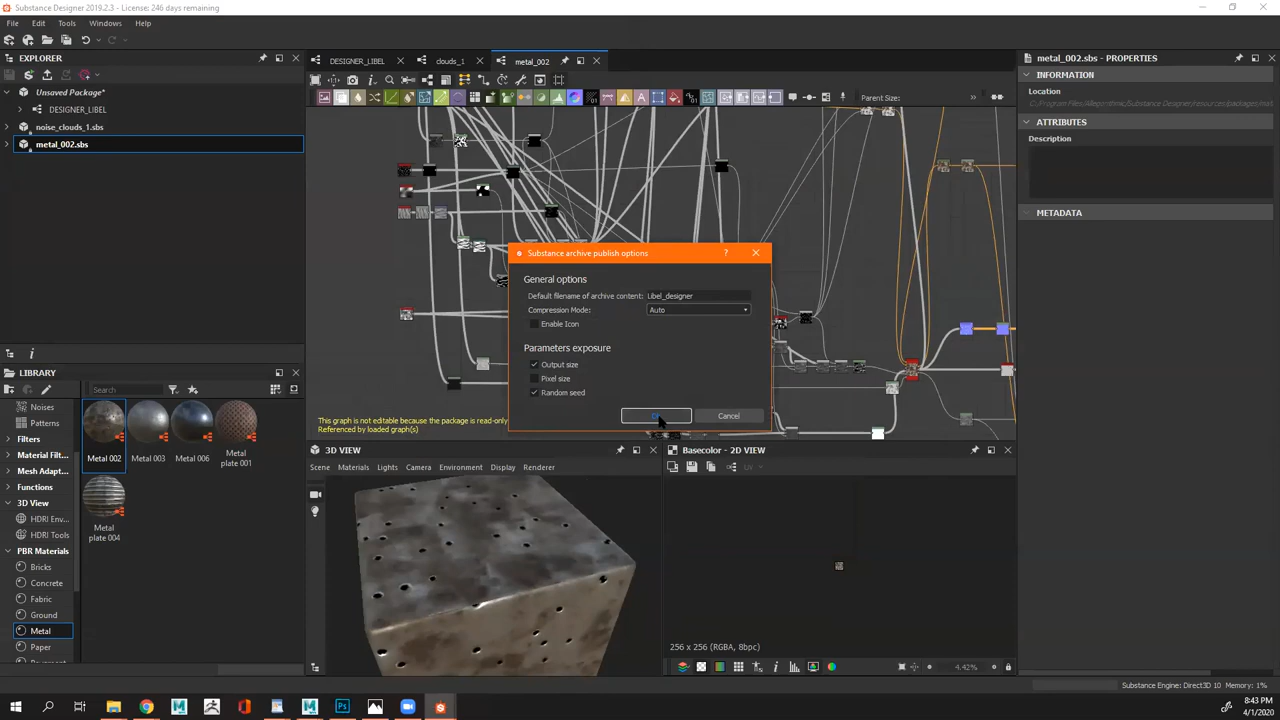 Substance Designer 2019.2.3 - License: 246 days remaining
File Edit Tools Windows Help
EXPLORER
Unsaved Package*
DESIGNER_LIBEL
noise_clouds_1.sbs
metal_002.sbs
LIBRARY
Search
Noises
Patterns
Filters
Material Filt...
Mesh Adapt...
Functions
3D View
HDRI Env...
HDRI Tools
PBR Materials
Bricks
Concrete
Fabric
Ground
Metal
Paper
Metal 002
Metal 003
Metal 006
Metal plate 001
Metal plate 004
DESIGNER_LIBEL
clouds_1
metal_002
Parent Size:
This graph is not editable because the package is read-only
Referenced by loaded graph(s)
Substance archive publish options
General options
Default filename of archive content: Libel_designer
Compression Mode: Auto
Enable Icon
Parameters exposure
Output size
Pixel size
Random seed
Cancel
3D VIEW
Scene Materials Lights Camera Environment Display Renderer
Basecolor - 2D VIEW
UV
256 x 256 (RGBA, 8bpc)
4.42%
metal_002.sbs - PROPERTIES
INFORMATION
Location
ATTRIBUTES
Description
METADATA
Substance Engine: Direct3D 10 Memory: 1%
8:43 PM
4/1/2020